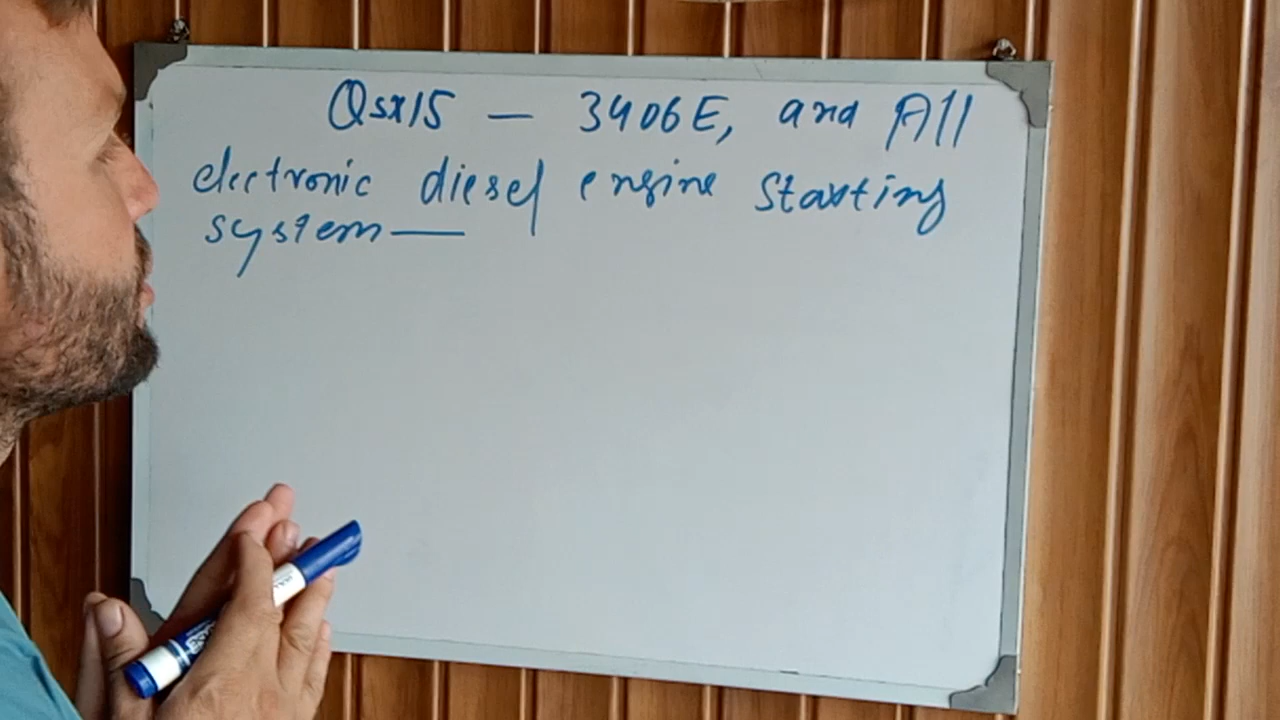 Qsx15 — 3406E, and All
electronic diesel engine Starting
system —